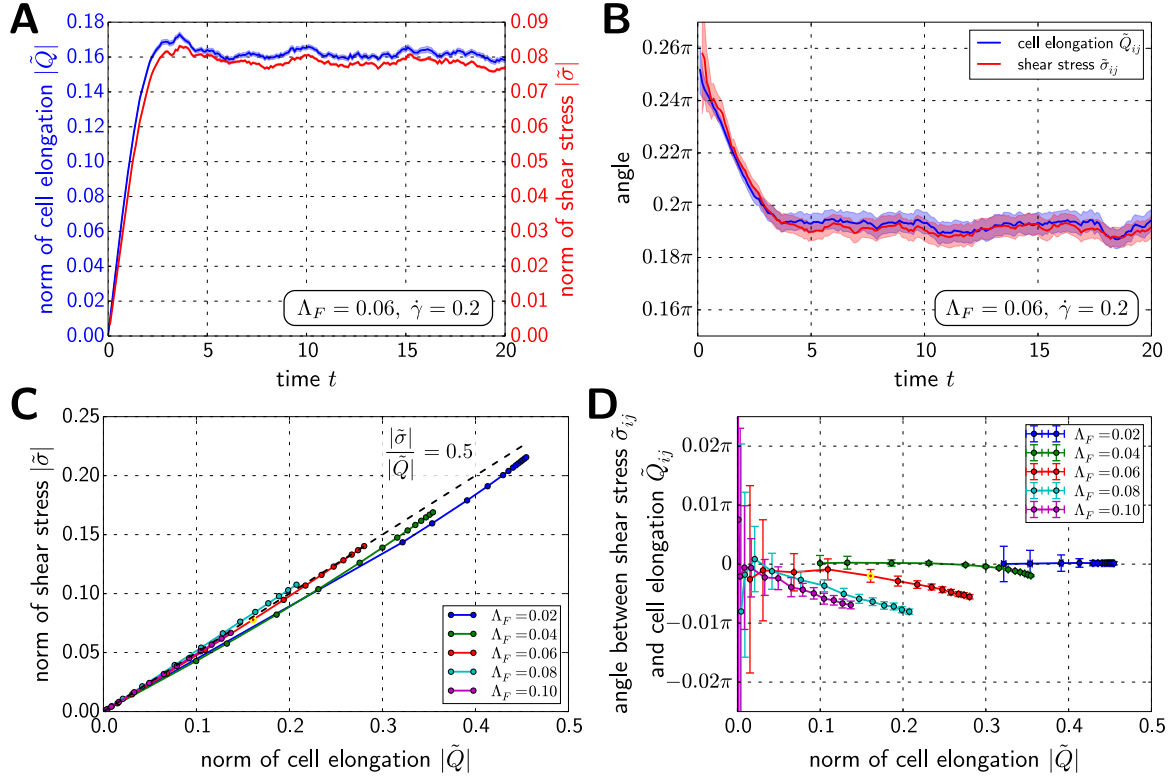 A
norm of cell elongation |Q̃|
0.18
0.16
0.14
0.12
0.10
0.08
0.06
0.04
0.02
0.00
0.09
0.08
0.07
0.06
0.05
0.04
0.03
0.02
0.01
0.00
norm of shear stress |σ̃|
Λ_F = 0.06, γ̇ = 0.2
0 5 10 15 20
time t
B
angle
0.26π
0.24π
0.22π
0.2π
0.18π
0.16π
cell elongation Q̃_ij
shear stress σ̃_ij
Λ_F = 0.06, γ̇ = 0.2
0 5 10 15 20
time t
C
norm of shear stress |σ̃|
0.25
0.20
0.15
0.10
0.05
0.00
|σ̃|/|Q̃| = 0.5
Λ_F = 0.02
Λ_F = 0.04
Λ_F = 0.06
Λ_F = 0.08
Λ_F = 0.10
0.0 0.1 0.2 0.3 0.4 0.5
norm of cell elongation |Q̃|
D
angle between shear stress σ̃_ij
and cell elongation Q̃_ij
0.02π
0.01π
0
−0.01π
−0.02π
Λ_F = 0.02
Λ_F = 0.04
Λ_F = 0.06
Λ_F = 0.08
Λ_F = 0.10
0.0 0.1 0.2 0.3 0.4 0.5
norm of cell elongation |Q̃|